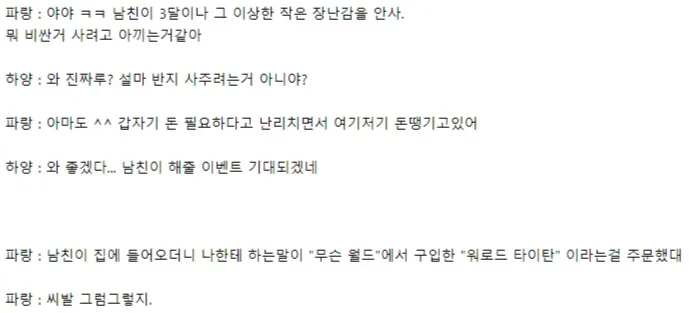 파랑 : 야야 ㅋㅋ 남친이 3달이나 그 이상한 작은 장난감을 안사.
뭐 비싼거 사려고 아끼는거같아
하양 : 와 진짜루? 설마 반지 사주려는거 아니야?
파랑 : 아마도 ^^ 갑자기 돈 필요하다고 난리치면서 여기저기 돈땡기고있어
하양 : 와 좋겠다... 남친이 해줄 이벤트 기대되겠네
파랑 : 남친이 집에 들어오더니 나한테 하는말이 "무슨 월드"에서 구입한 "워로드 타이탄" 이라는걸 주문했대
파랑 : 씨발 그럼그렇지.